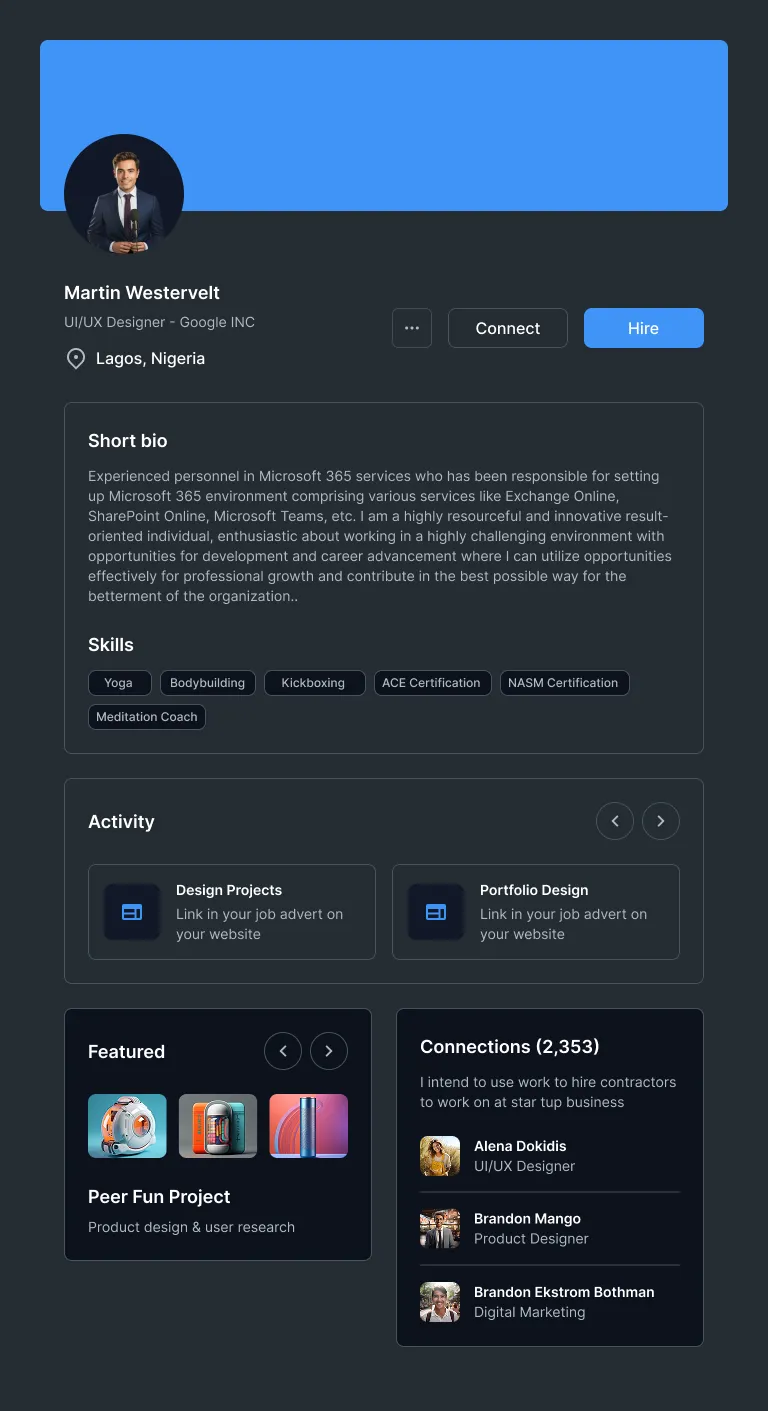 Martin Westervelt
UI/UX Designer - Google INC
Lagos, Nigeria
Connect
Hire
Short bio
Experienced personnel in Microsoft 365 services who has been responsible for setting
up Microsoft 365 environment comprising various services like Exchange Online,
SharePoint Online, Microsoft Teams, etc. I am a highly resourceful and innovative result-
oriented individual, enthusiastic about working in a highly challenging environment with
opportunities for development and career advancement where I can utilize opportunities
effectively for professional growth and contribute in the best possible way for the
betterment of the organization..
Skills
Yoga
Bodybuilding
Kickboxing
ACE Certification
NASM Certification
Meditation Coach
Activity
Design Projects
Link in your job advert on
your website
Portfolio Design
Link in your job advert on
your website
Featured
Peer Fun Project
Product design & user research
Connections (2,353)
I intend to use work to hire contractors
to work on at star tup business
Alena Dokidis
UI/UX Designer
Brandon Mango
Product Designer
Brandon Ekstrom Bothman
Digital Marketing